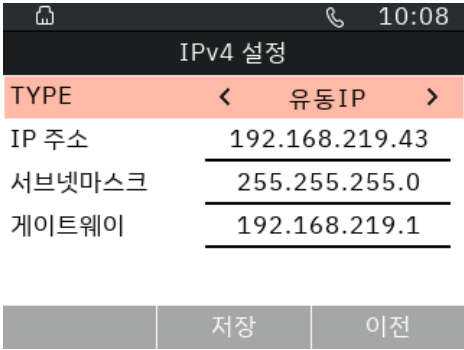 10:08
IPv4 설정
TYPE < 유동IP >
IP 주소 192.168.219.43
서브넷마스크 255.255.255.0
게이트웨이 192.168.219.1
저장 이전